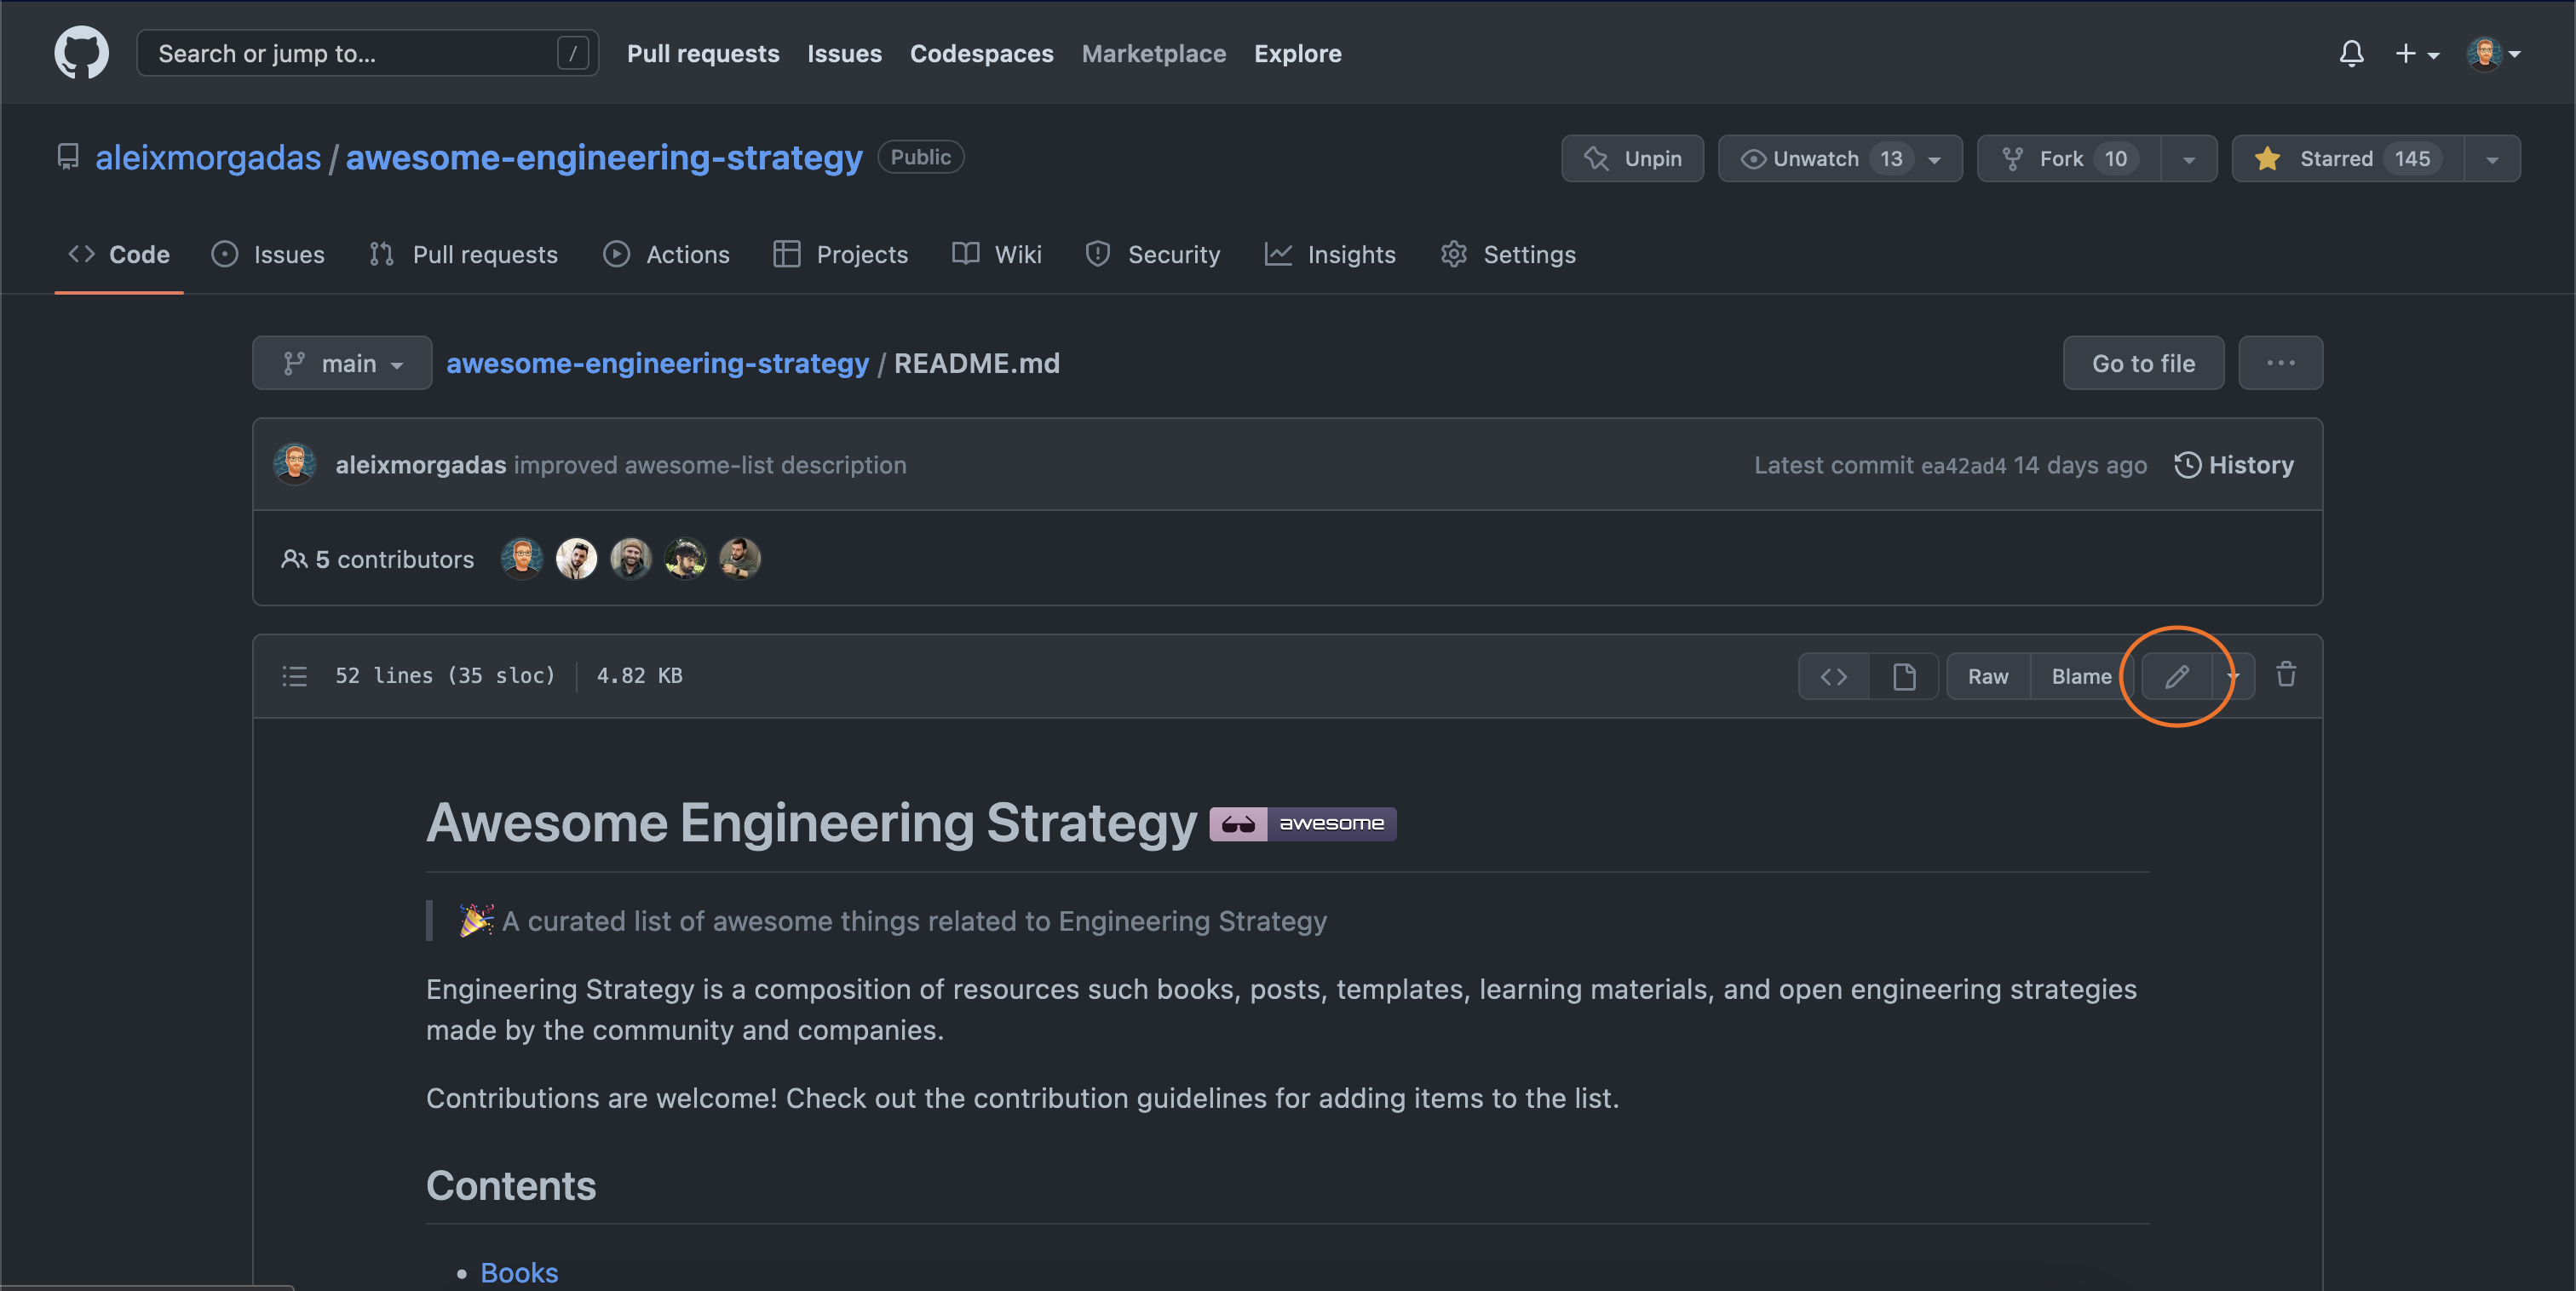 Search or jump to... / Pull requests Issues Codespaces Marketplace Explore
aleixmorgadas / awesome-engineering-strategy Public Unpin Unwatch 13 Fork 10 Starred 145
Code Issues Pull requests Actions Projects Wiki Security Insights Settings
main awesome-engineering-strategy / README.md Go to file ...
aleixmorgadas improved awesome-list description Latest commit ea42ad4 14 days ago History
5 contributors
52 lines (35 sloc) 4.82 KB Raw Blame
Awesome Engineering Strategy awesome
🎉 A curated list of awesome things related to Engineering Strategy
Engineering Strategy is a composition of resources such books, posts, templates, learning materials, and open engineering strategies
made by the community and companies.
Contributions are welcome! Check out the contribution guidelines for adding items to the list.
Contents
• Books